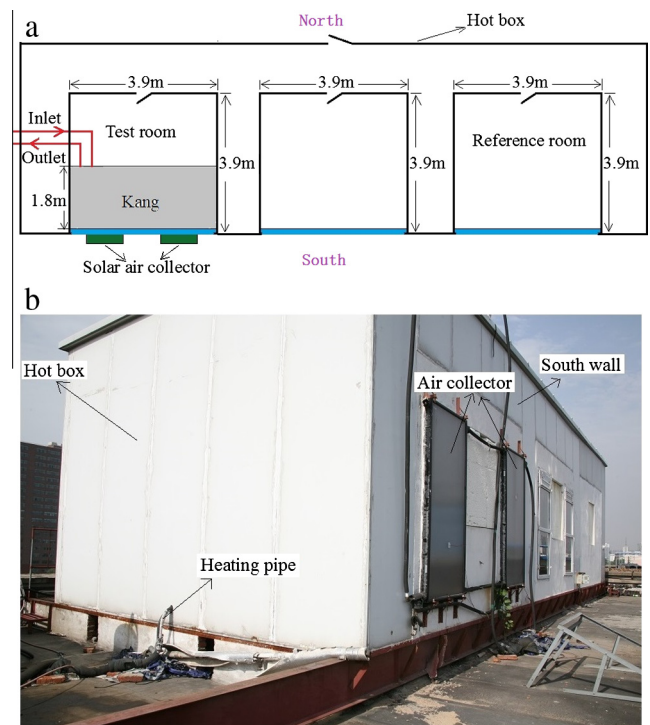 a
North
Hot box
3.9m
3.9m
3.9m
Inlet
Test room
Outlet
Reference room
3.9m
3.9m
3.9m
1.8m
Kang
Solar air collector
South
b
Hot box
South wall
Air collector
Heating pipe